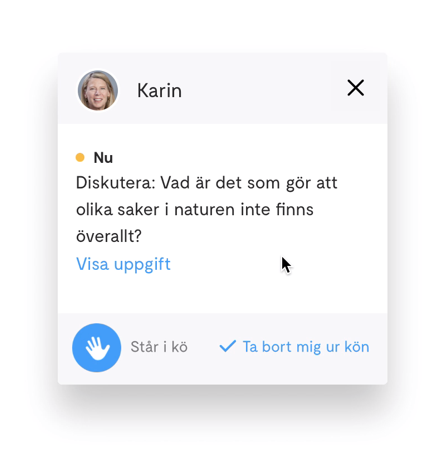 Karin
Nu
Diskutera: Vad är det som gör att
olika saker i naturen inte finns
överallt?
Visa uppgift
Står i kö
Ta bort mig ur kön